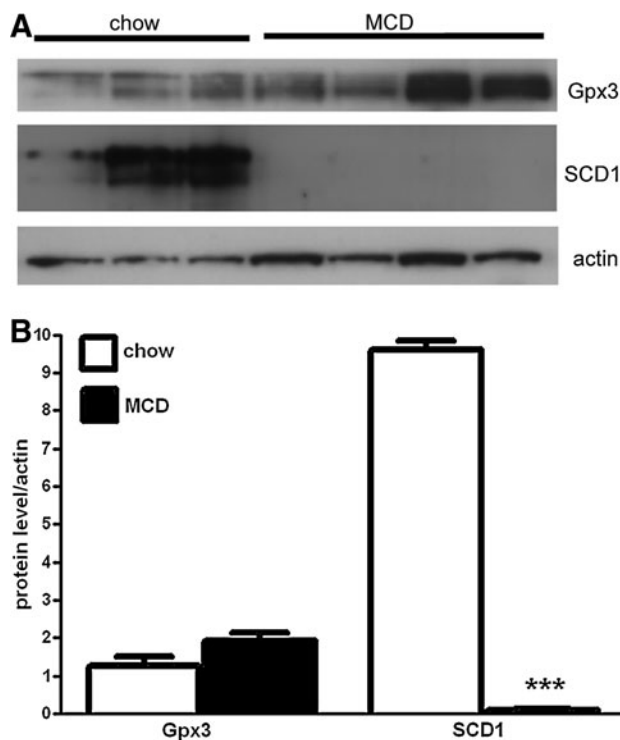 A
chow MCD
Gpx3
SCD1
actin
B
chow
MCD
protein level/actin
10
9
8
7
6
5
4
3
2
1
0
***
Gpx3 SCD1